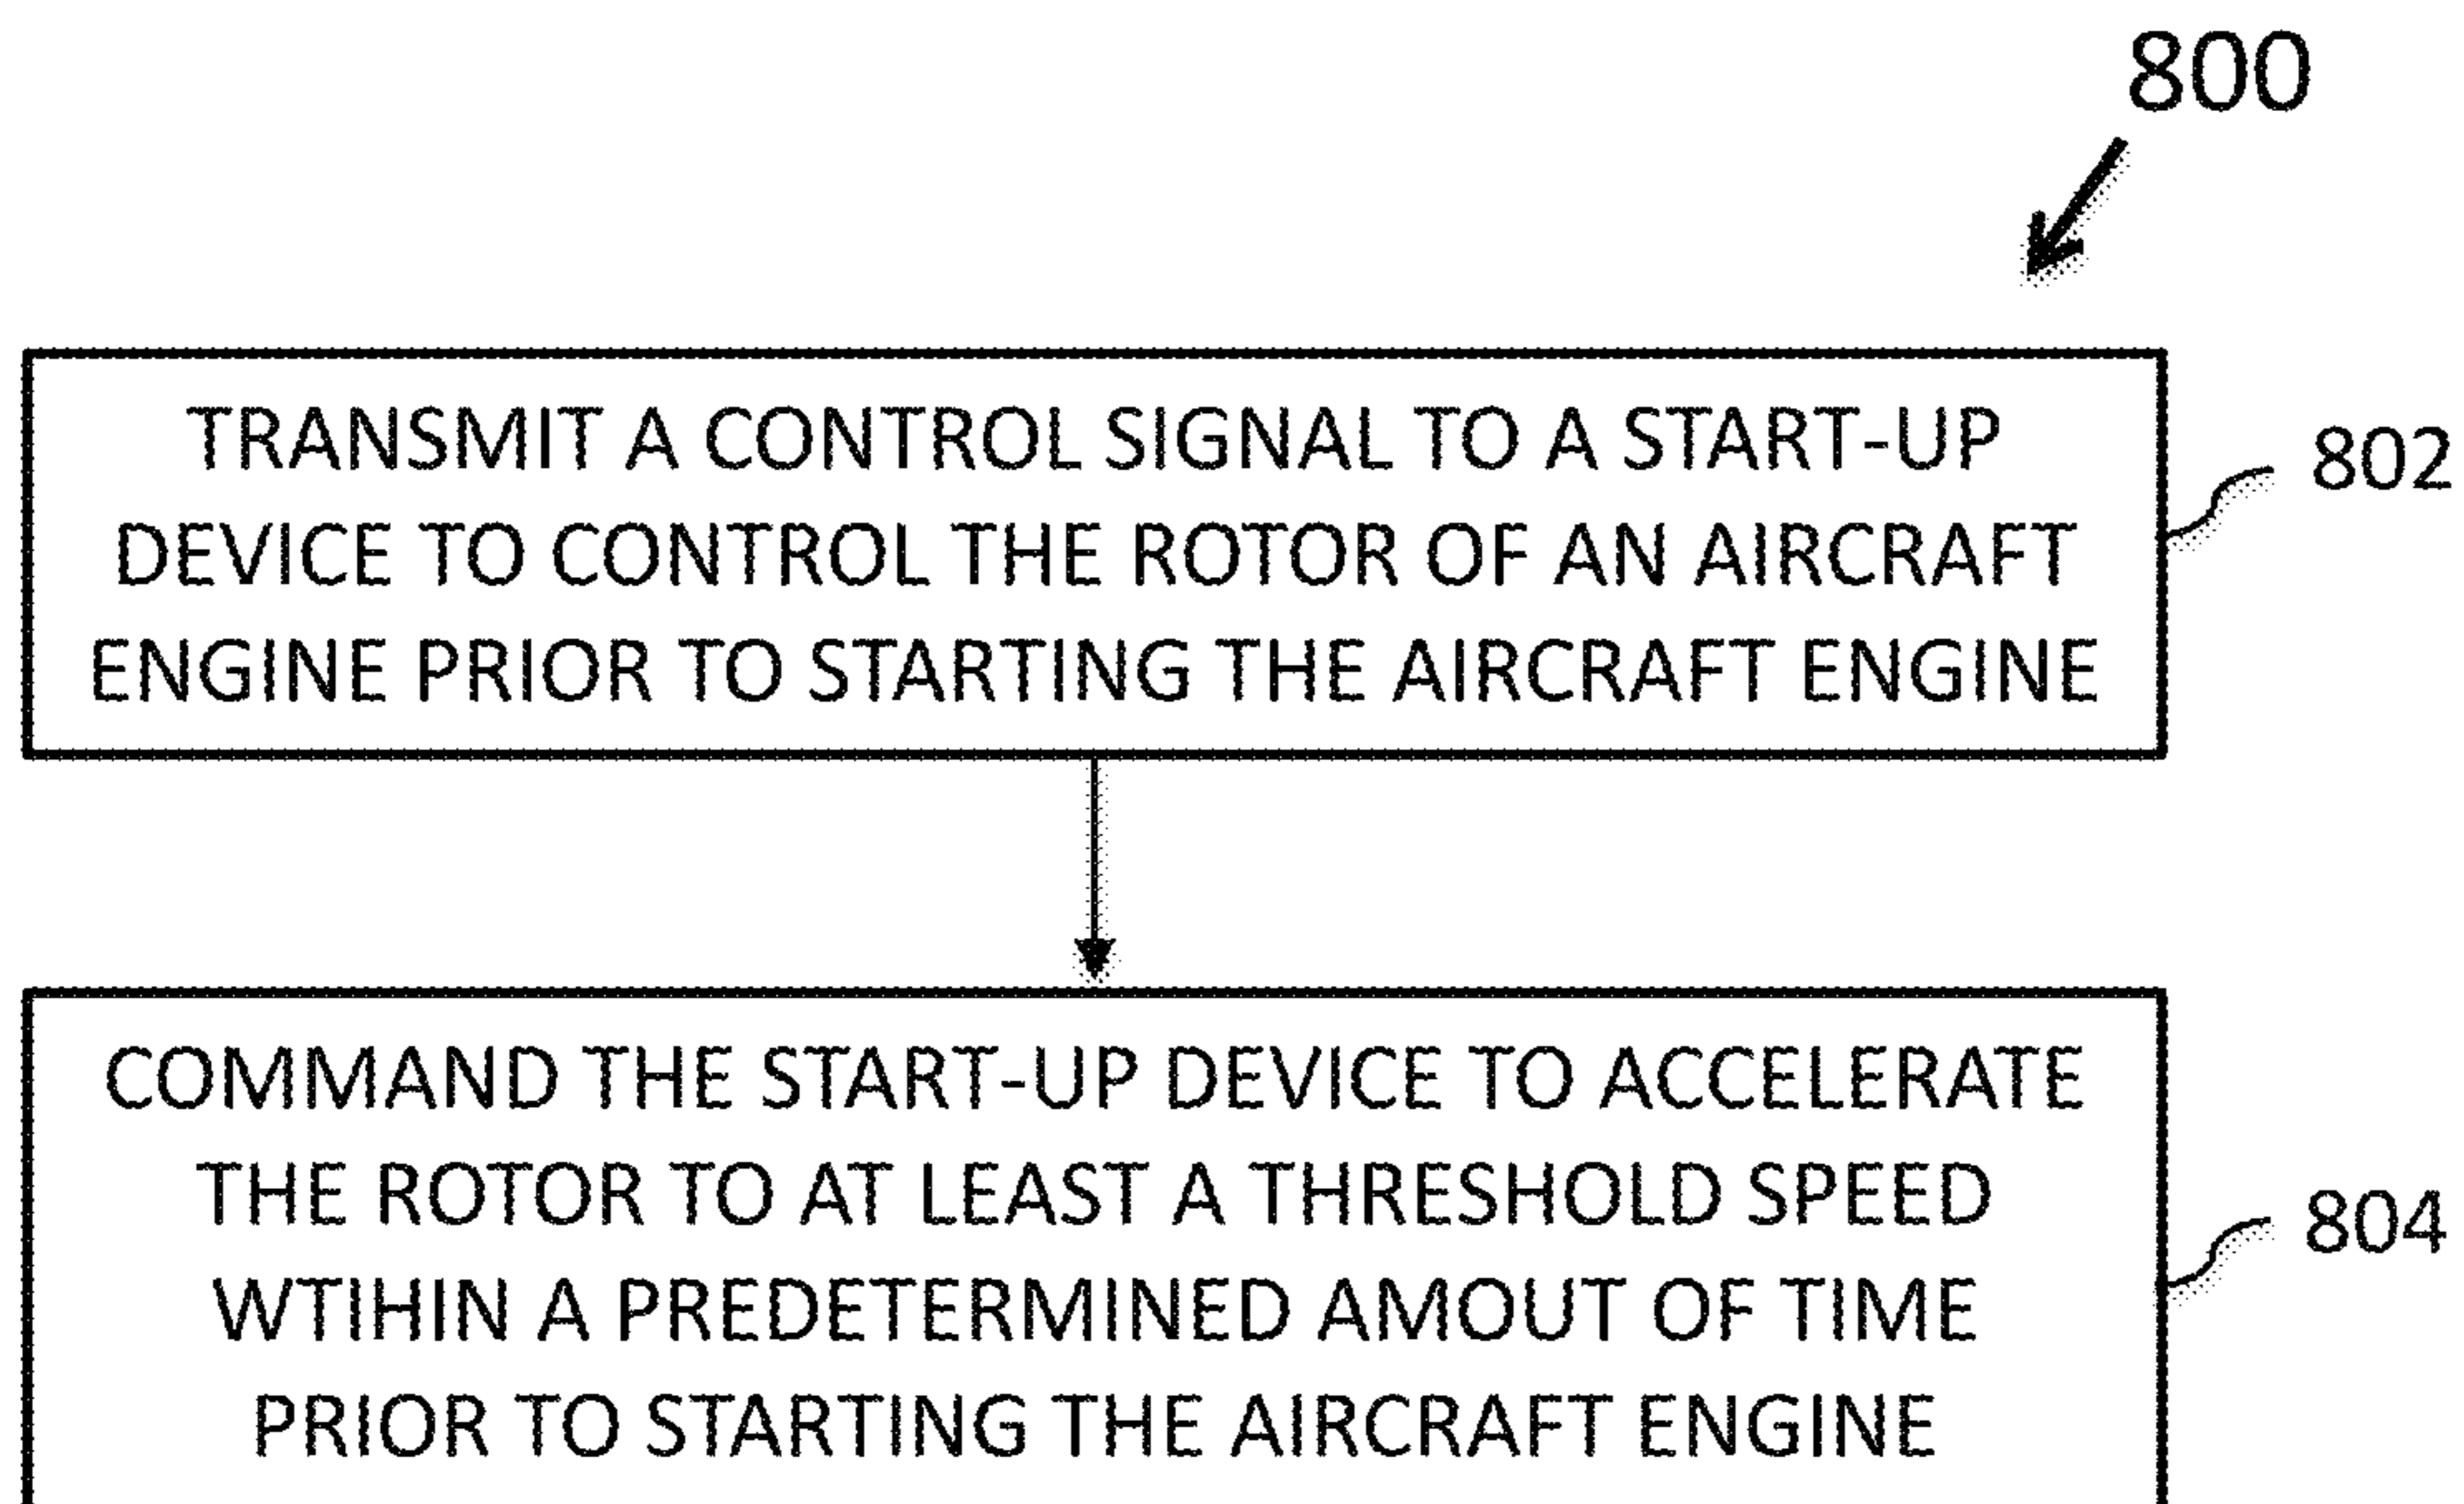 800
TRANSMIT A CONTROL SIGNAL TO A START-UP
DEVICE TO CONTROL THE ROTOR OF AN AIRCRAFT
ENGINE PRIOR TO STARTING THE AIRCRAFT ENGINE
802
COMMAND THE START-UP DEVICE TO ACCELERATE
THE ROTOR TO AT LEAST A THRESHOLD SPEED
WTIHIN A PREDETERMINED AMOUT OF TIME
PRIOR TO STARTING THE AIRCRAFT ENGINE
804